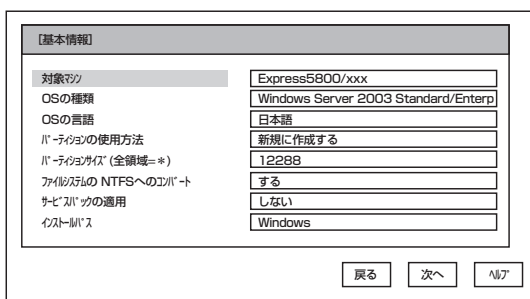 [基本情報]
対象ﾏｼﾝ Express5800/xxx
OSの種類 Windows Server 2003 Standard/Enterp
OSの言語 日本語
ﾊﾟｰﾃｨｼｮﾝの使用方法 新規に作成する
ﾊﾟｰﾃｨｼｮﾝｻｲｽﾞ(全領域=＊) 12288
ﾌｧｲﾙｼｽﾃﾑの NTFSへのｺﾝﾊﾞｰﾄ する
ｻｰﾋﾞｽﾊﾟｯｸの適用 しない
ｲﾝｽﾄｰﾙﾊﾟｽ Windows
戻る 次へ ﾍﾙﾌﾟ